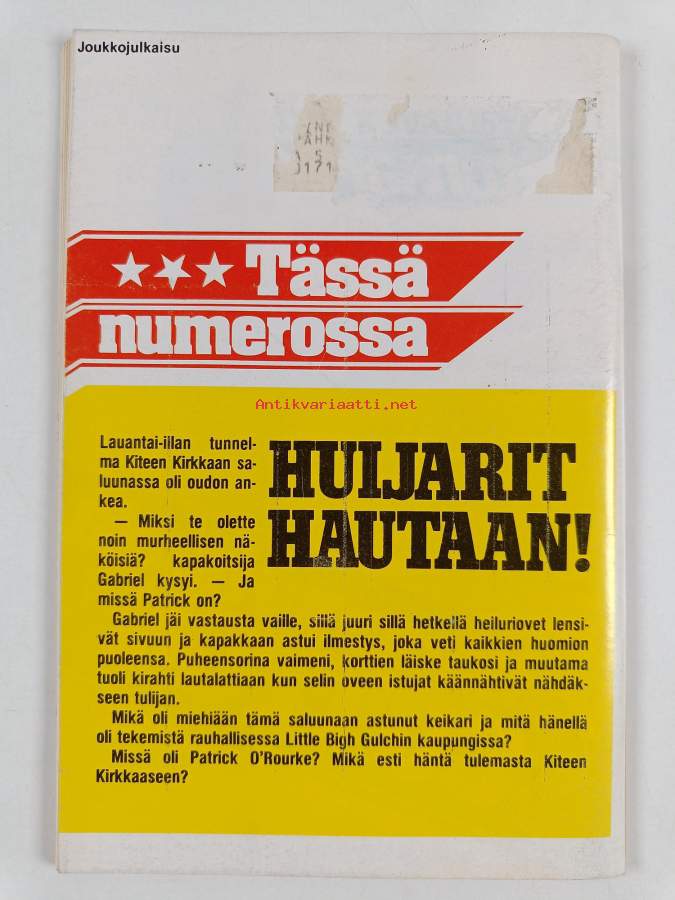 Joukkojulkaisu
Tässä
numerossa
Antikvariaatti.net
HUIJARIT
HAUTAAN!
Lauantai-illan tunnel-
ma Kiteen Kirkkaan sa-
luunassa oli oudon an-
kea.
— Miksi te olette
noin murheellisen nä-
köisiä? kapakoitsija
Gabriel kysyi. — Ja
missä Patrick on?
Gabriel jäi vastausta vaille, sillä juuri sillä hetkellä heiluriovet lensi-
vät sivuun ja kapakkaan astui ilmestys, joka veti kaikkien huomion
puoleensa. Puheensorina vaimeni, korttien läiske taukosi ja muutama
tuoli kirahti lautalattiaan kun selin oveen istujat käännähtivät nähdäk-
seen tulijan.
Mikä oli miehiään tämä saluunaan astunut keikari ja mitä hänellä
oli tekemistä rauhallisessa Little Bigh Gulchin kaupungissa?
Missä oli Patrick O'Rourke? Mikä esti häntä tulemasta Kiteen
Kirkkaaseen?